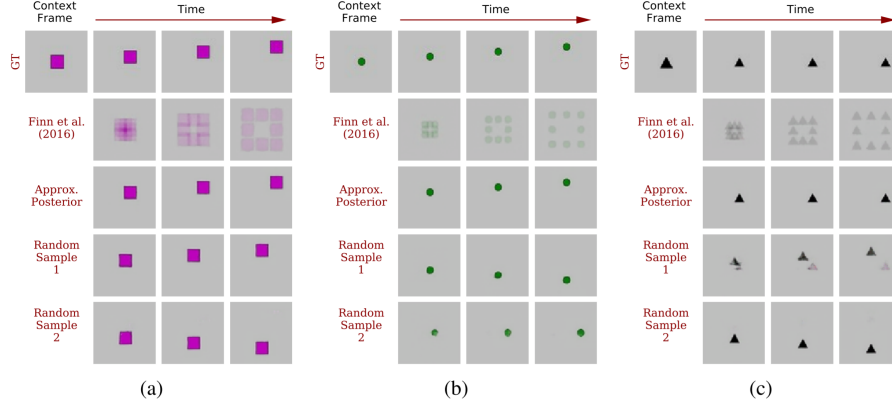 Context
Frame
Time
GT
Finn et al.
(2016)
Approx.
Posterior
Random
Sample
1
Random
Sample
2
(a)
Context
Frame
Time
GT
Finn et al.
(2016)
Approx.
Posterior
Random
Sample
1
Random
Sample
2
(b)
Context
Frame
Time
GT
Finn et al.
(2016)
Approx.
Posterior
Random
Sample
1
Random
Sample
2
(c)